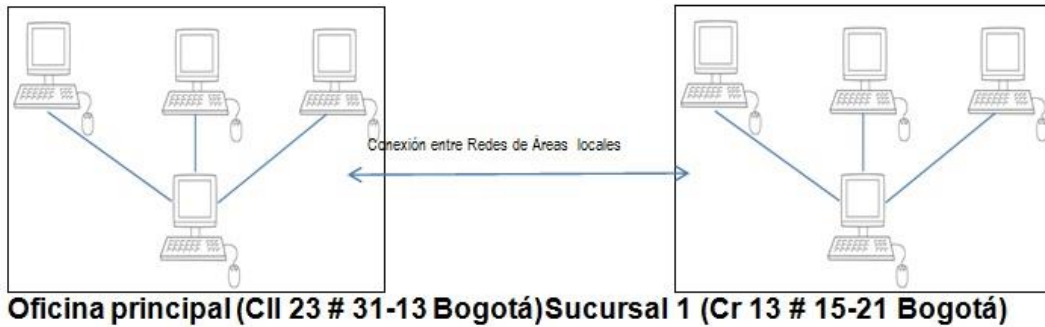 Conexión entre Redes de Áreas locales
Oficina principal (Cll 23 # 31-13 Bogotá)Sucursal 1 (Cr 13 # 15-21 Bogotá)